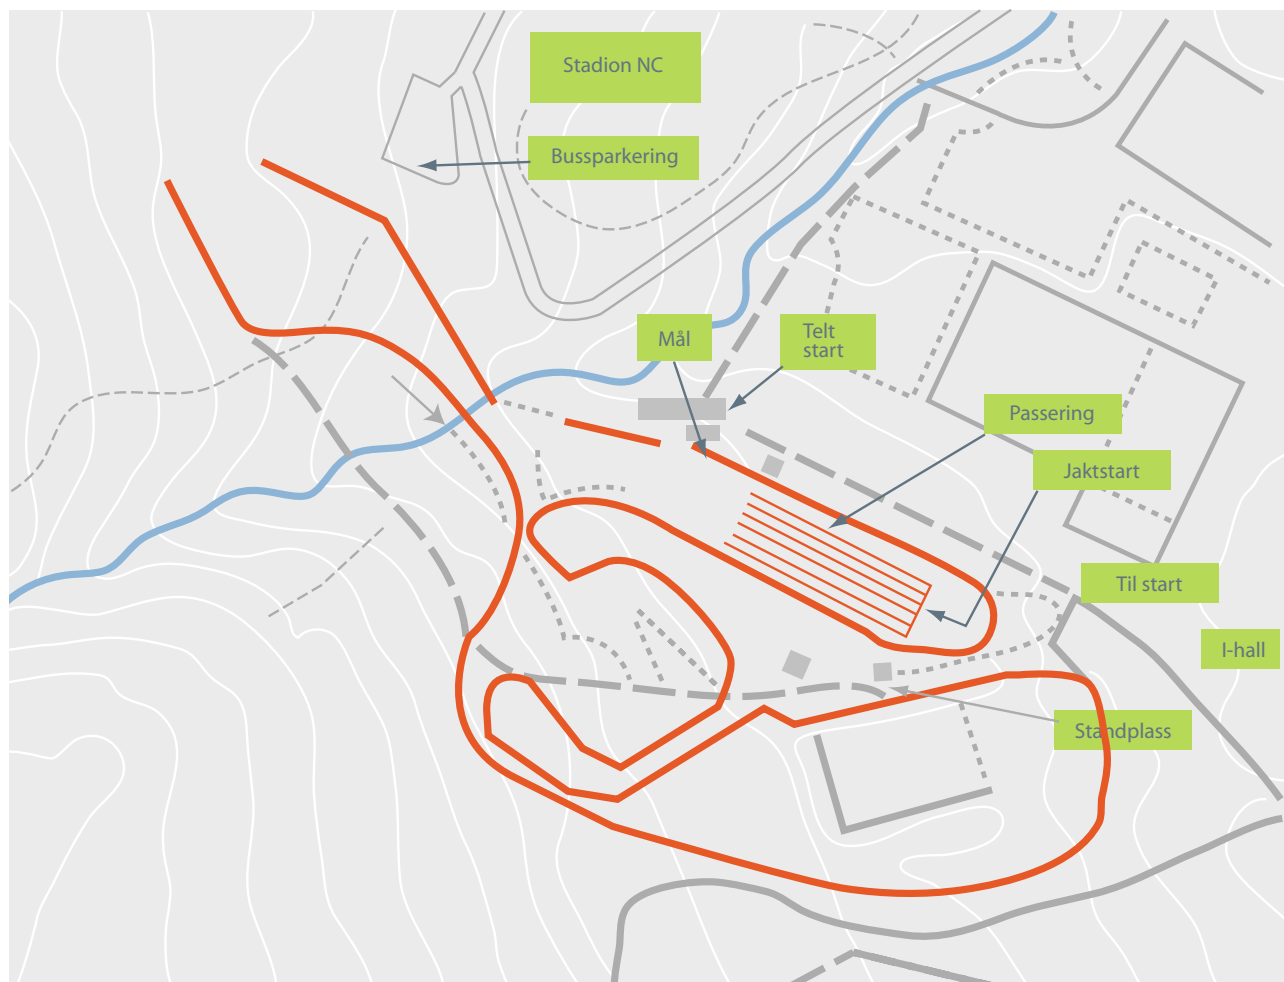 Stadion NC
Bussparkering
Mål
Telt
start
Passering
Jaktstart
Til start
I-hall
Standplass